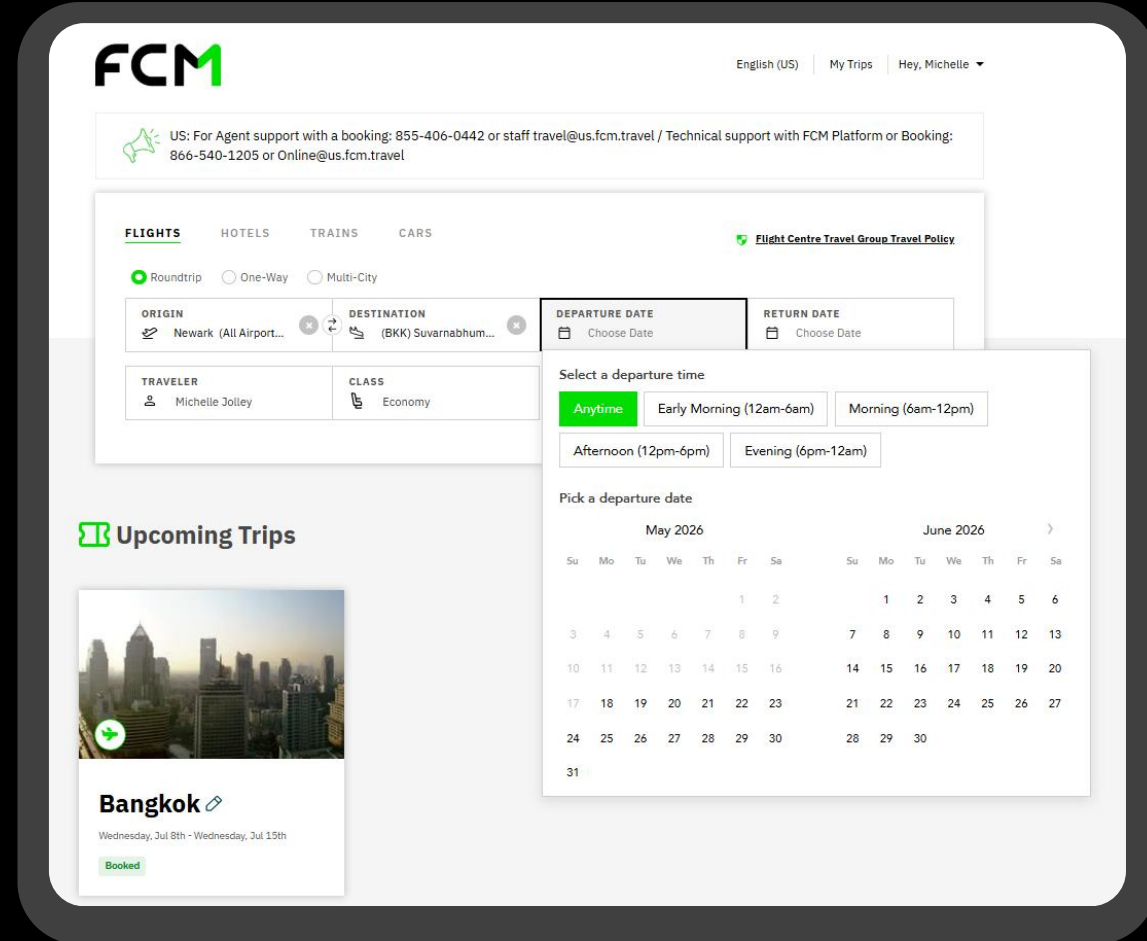 FCM
English (US) My Trips Hey, Michelle
US: For Agent support with a booking: 855-406-0442 or staff travel@us.fcm.travel / Technical support with FCM Platform or Booking:
866-540-1205 or Online@us.fcm.travel
FLIGHTS HOTELS TRAINS CARS
Flight Centre Travel Group Travel Policy
Roundtrip One-Way Multi-City
ORIGIN DESTINATION DEPARTURE DATE RETURN DATE
Newark (All Airport... (BKK) Suvarnabhum... Choose Date Choose Date
TRAVELER CLASS
Michelle Jolley Economy
Select a departure time
Anytime Early Morning (12am-6am) Morning (6am-12pm)
Afternoon (12pm-6pm) Evening (6pm-12am)
Pick a departure date
May 2026 June 2026
Su Mo Tu We Th Fr Sa Su Mo Tu We Th Fr Sa
1 2 1 2 3 4 5 6
3 4 5 6 7 8 9 7 8 9 10 11 12 13
10 11 12 13 14 15 16 14 15 16 17 18 19 20
17 18 19 20 21 22 23 21 22 23 24 25 26 27
24 25 26 27 28 29 30 28 29 30
31
Upcoming Trips
Bangkok
Wednesday, Jul 8th - Wednesday, Jul 15th
Booked